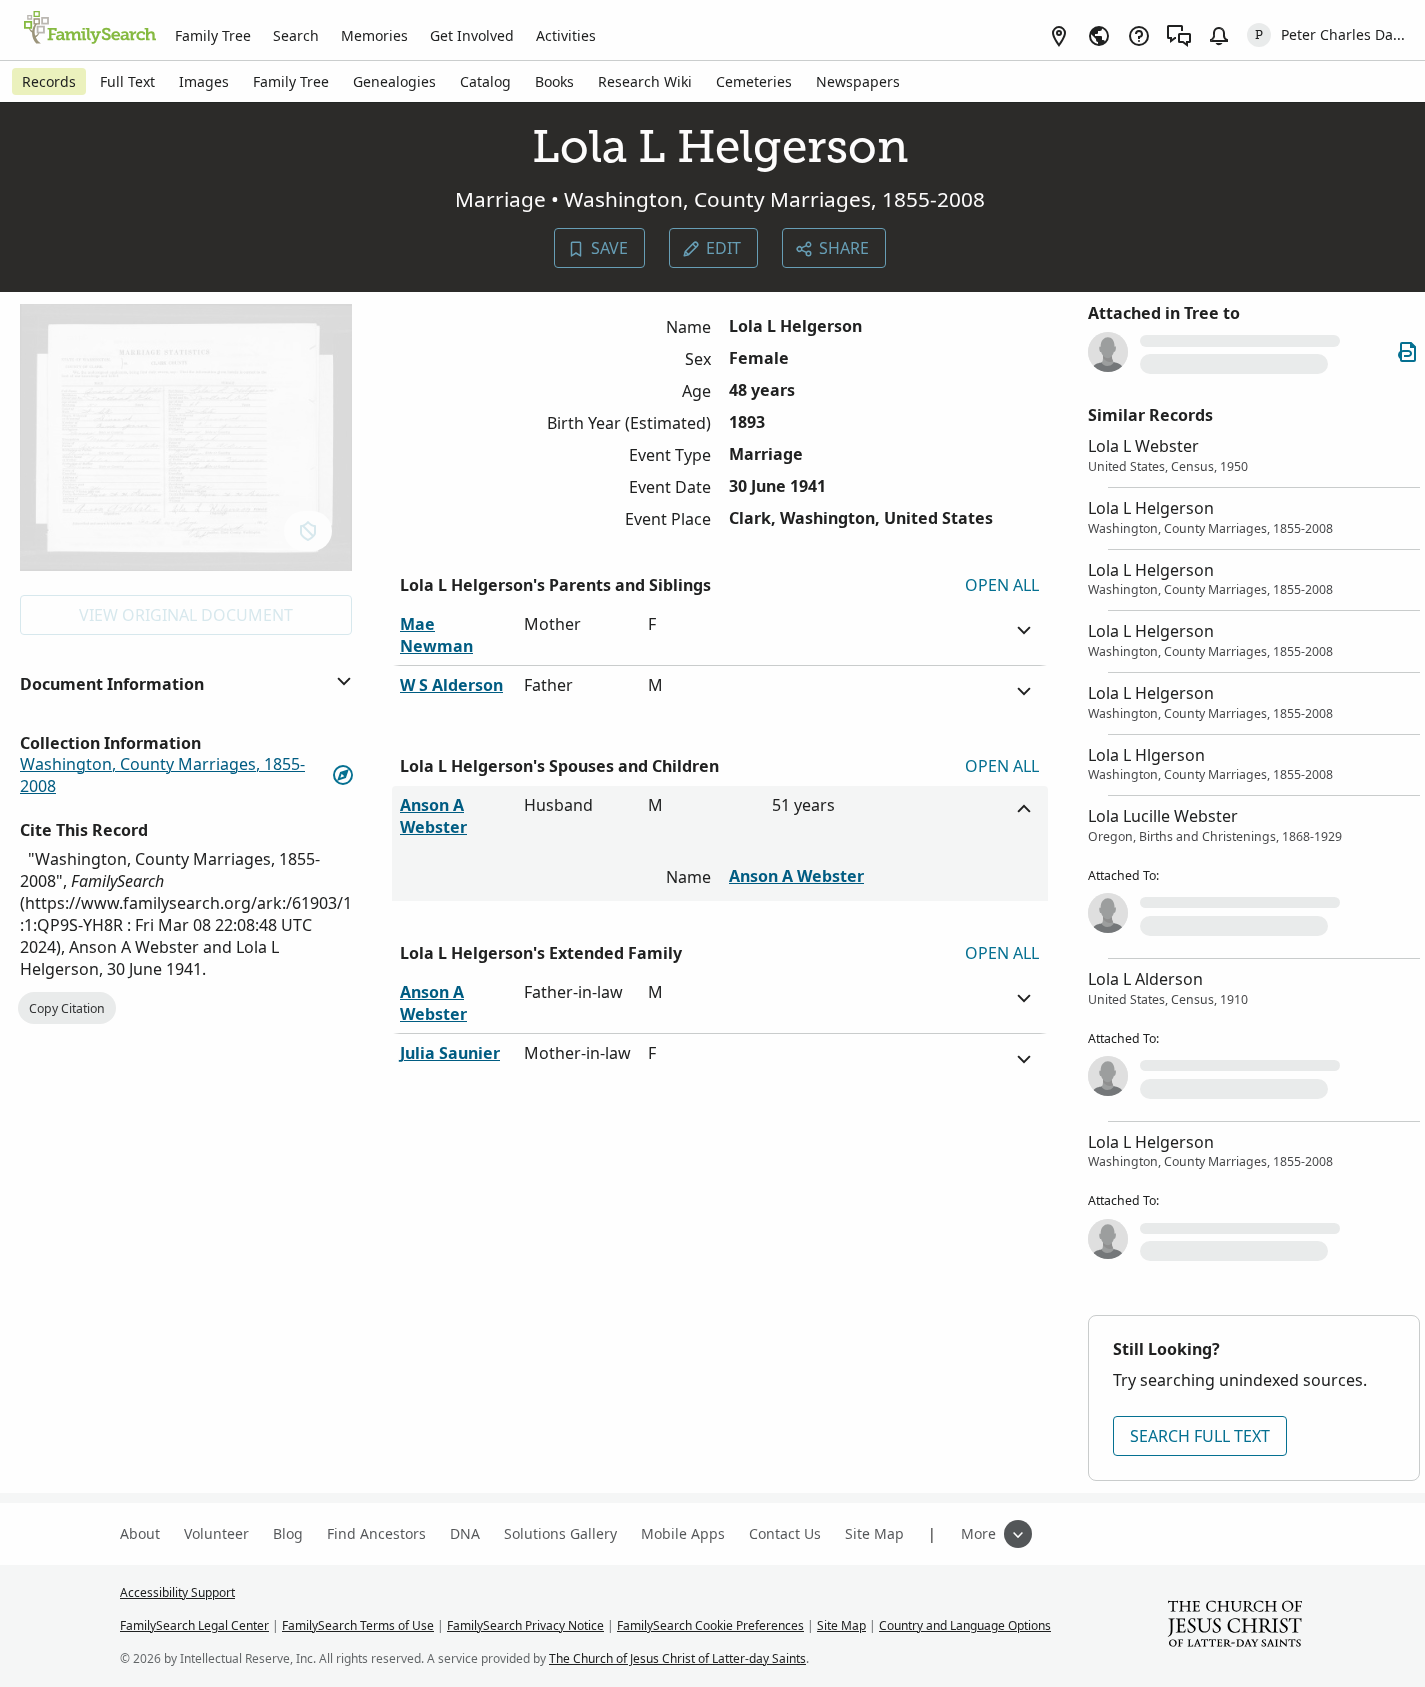 FamilySearch
Family Tree
Search
Memories
Get Involved
Activities
P
Peter Charles Da...
Records
Full Text
Images
Family Tree
Genealogies
Catalog
Books
Research Wiki
Cemeteries
Newspapers
Lola L Helgerson
Marriage • Washington, County Marriages, 1855-2008
SAVE
EDIT
SHARE
MARRIAGE STATISTICS
VIEW ORIGINAL DOCUMENT
Document Information
Collection Information
Washington, County Marriages, 1855-
2008
Cite This Record
"Washington, County Marriages, 1855-
2008", FamilySearch
(https://www.familysearch.org/ark:/61903/1
:1:QP9S-YH8R : Fri Mar 08 22:08:48 UTC
2024), Anson A Webster and Lola L
Helgerson, 30 June 1941.
Copy Citation
Name Lola L Helgerson
Sex Female
Age 48 years
Birth Year (Estimated) 1893
Event Type Marriage
Event Date 30 June 1941
Event Place Clark, Washington, United States
Lola L Helgerson's Parents and Siblings OPEN ALL
Mae Mother F
Newman
W S Alderson Father M
Lola L Helgerson's Spouses and Children OPEN ALL
Anson A Husband M 51 years
Webster
Name Anson A Webster
Lola L Helgerson's Extended Family OPEN ALL
Anson A Father-in-law M
Webster
Julia Saunier Mother-in-law F
Attached in Tree to
Similar Records
Lola L Webster
United States, Census, 1950
Lola L Helgerson
Washington, County Marriages, 1855-2008
Lola L Helgerson
Washington, County Marriages, 1855-2008
Lola L Helgerson
Washington, County Marriages, 1855-2008
Lola L Helgerson
Washington, County Marriages, 1855-2008
Lola L Hlgerson
Washington, County Marriages, 1855-2008
Lola Lucille Webster
Oregon, Births and Christenings, 1868-1929
Attached To:
Lola L Alderson
United States, Census, 1910
Attached To:
Lola L Helgerson
Washington, County Marriages, 1855-2008
Attached To:
Still Looking?
Try searching unindexed sources.
SEARCH FULL TEXT
About
Volunteer
Blog
Find Ancestors
DNA
Solutions Gallery
Mobile Apps
Contact Us
Site Map
|
More
Accessibility Support
FamilySearch Legal Center | FamilySearch Terms of Use | FamilySearch Privacy Notice | FamilySearch Cookie Preferences | Site Map | Country and Language Options
© 2026 by Intellectual Reserve, Inc. All rights reserved. A service provided by The Church of Jesus Christ of Latter-day Saints.
THE CHURCH OF
JESUS CHRIST
OF LATTER-DAY SAINTS